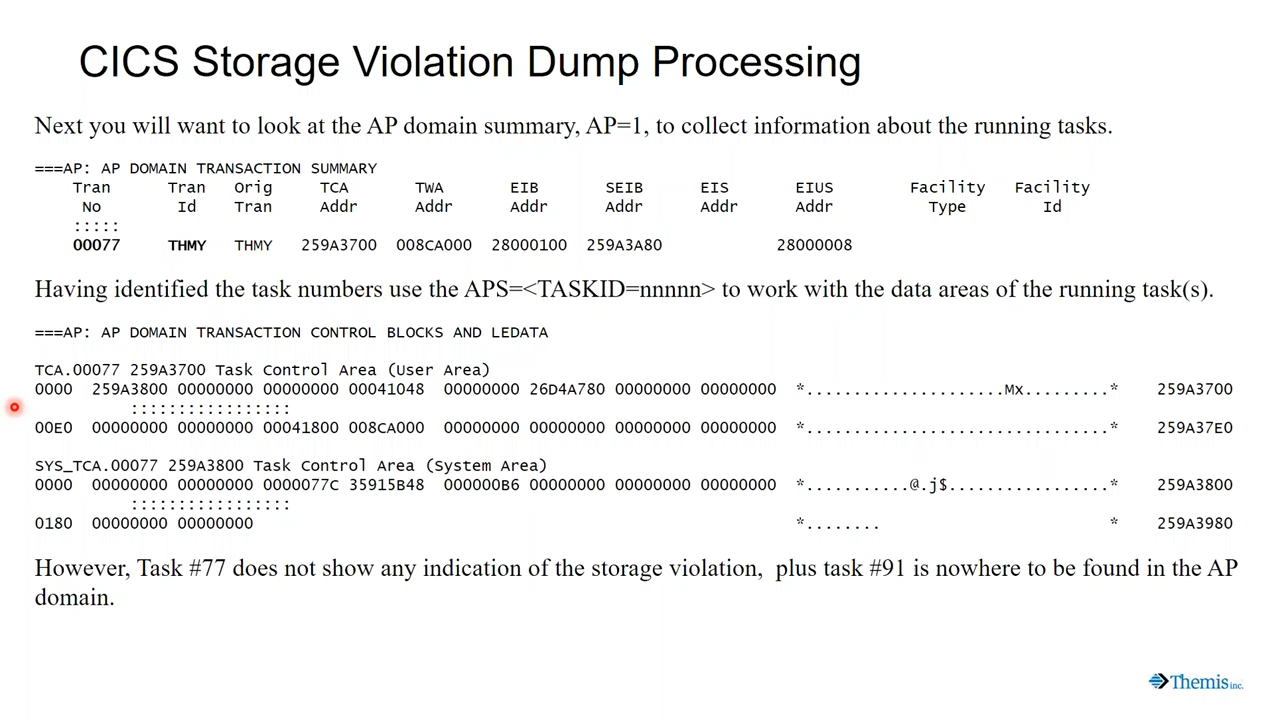 CICS Storage Violation Dump Processing
Next you will want to look at the AP domain summary, AP=1, to collect information about the running tasks.
===AP: AP DOMAIN TRANSACTION SUMMARY
Tran Tran Orig TCA TWA EIB SEIB EIS EIUS Facility Facility
No Id Tran Addr Addr Addr Addr Addr Addr Type Id
:::::
00077 THMY THMY 259A3700 008CA000 28000100 259A3A80 28000008
Having identified the task numbers use the APS=<TASKID=nnnnn> to work with the data areas of the running task(s).
===AP: AP DOMAIN TRANSACTION CONTROL BLOCKS AND LEDATA
TCA.00077 259A3700 Task Control Area (User Area)
0000 259A3800 00000000 00000000 00041048 00000000 26D4A780 00000000 00000000 *.....................Mx.........* 259A3700
:::::::::::::::::
00E0 00000000 00000000 00041800 008CA000 00000000 00000000 00000000 00000000 *................................* 259A37E0
SYS_TCA.00077 259A3800 Task Control Area (System Area)
0000 00000000 00000000 0000077C 35915B48 000000B6 00000000 00000000 00000000 *...........@.j$.................* 259A3800
:::::::::::::::::
0180 00000000 00000000 *........ * 259A3980
However, Task #77 does not show any indication of the storage violation, plus task #91 is nowhere to be found in the AP
domain.
Themis inc.